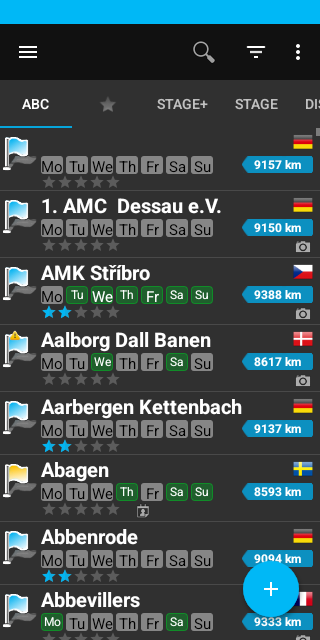 ABC STAGE+ STAGE DIS
Mo Tu We Th Fr Sa Su 9157 km
1. AMC Dessau e.V.
Mo Tu We Th Fr Sa Su 9150 km
AMK Stříbro
Mo Tu We Th Fr Sa Su 9388 km
Aalborg Dall Banen
Mo Tu We Th Fr Sa Su 8617 km
Aarbergen Kettenbach
Mo Tu We Th Fr Sa Su 9137 km
Abagen
Mo Tu We Th Fr Sa Su 8593 km
Abbenrode
Mo Tu We Th Fr Sa Su 9094 km
Abbevillers
Mo Tu We Th Fr Sa Su 9333 km